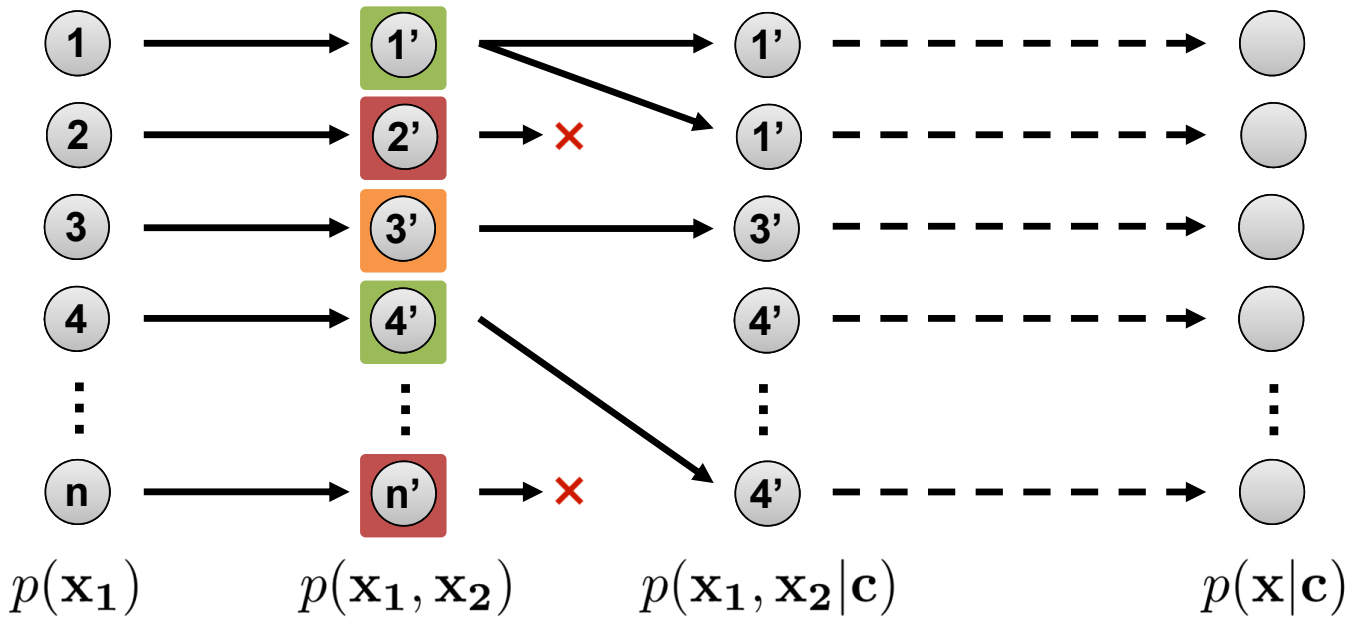 1 1’ 1’
2 2’ 1’
3 3’ 3’
4 4’ 4’
n n’ 4’
p(x₁) p(x₁, x₂) p(x₁, x₂|c) p(x|c)